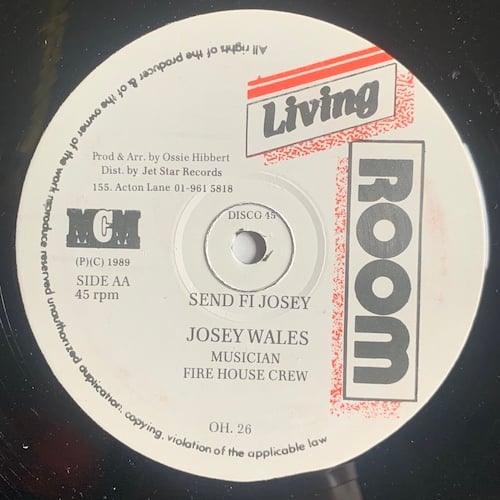 All rights of the producer & of the owner of the work reproduce reserved unauthorized duplication, copying, violation of the applicable law
Living
ROOM
Prod & Arr. by Ossie Hibbert
Dist. by Jet Star Records
155. Acton Lane 01-961 5818
MCM
DISCO 45
(P)(C) 1989
SIDE AA
45 rpm
SEND FI JOSEY
JOSEY WALES
MUSICIAN
FIRE HOUSE CREW
OH. 26